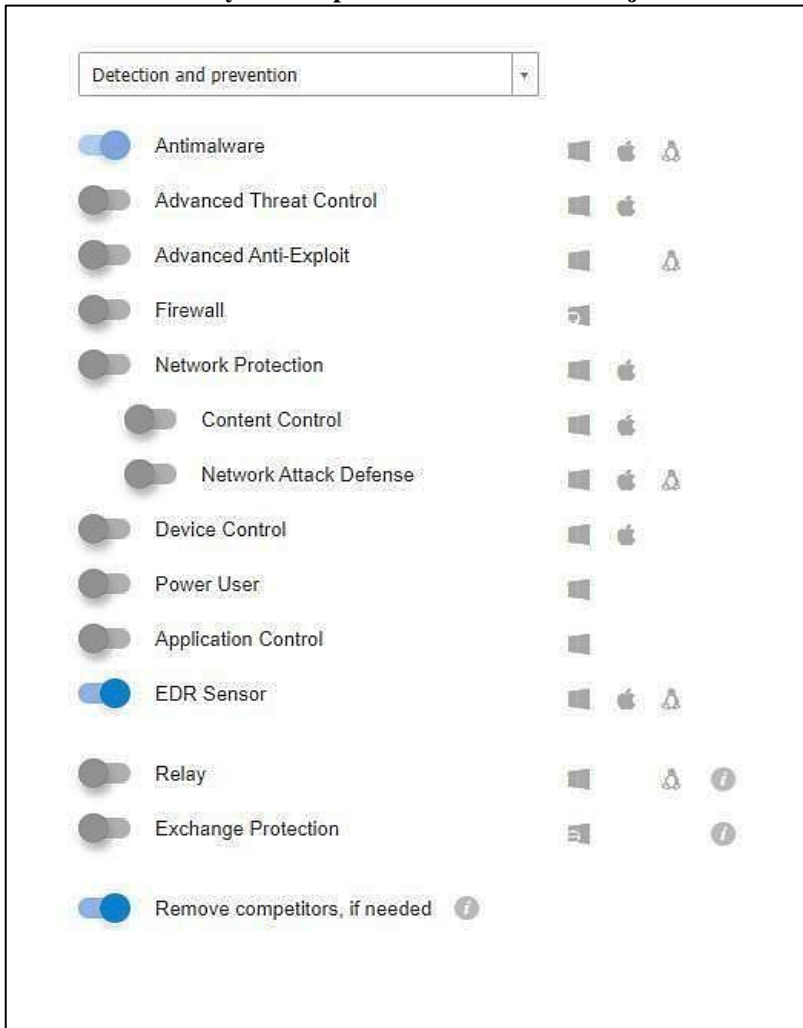 Detection and prevention
Antimalware
Advanced Threat Control
Advanced Anti-Exploit
Firewall
Network Protection
Content Control
Network Attack Defense
Device Control
Power User
Application Control
EDR Sensor
Relay
Exchange Protection
Remove competitors, if needed